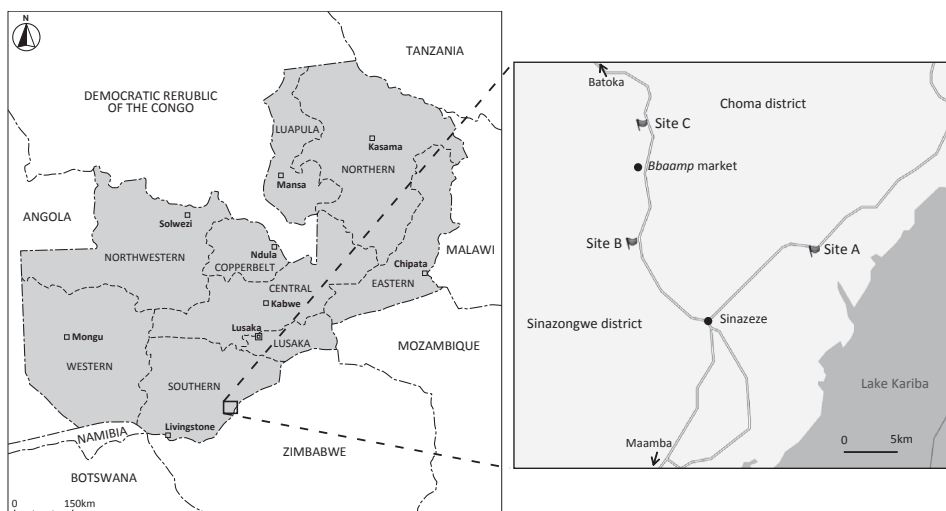 N
TANZANIA
DEMOCRATIC RERUBLIC
OF THE CONGO
LUAPULA
Kasama
NORTHERN
Mansa
ANGOLA
Solwezi
NORTHWESTERN
Ndula
COPPERBELT
MALAWI
Chipata
CENTRAL
EASTERN
Kabwe
Lusaka
LUSAKA
Mongu
WESTERN
MOZAMBIQUE
SOUTHERN
Livingstone
NAMIBIA
ZIMBABWE
BOTSWANA
0 150km
Batoka
Choma district
Site C
Bbaamp market
Site B
Site A
Sinazongwe district
Sinazeze
Lake Kariba
Maamba
0 5km